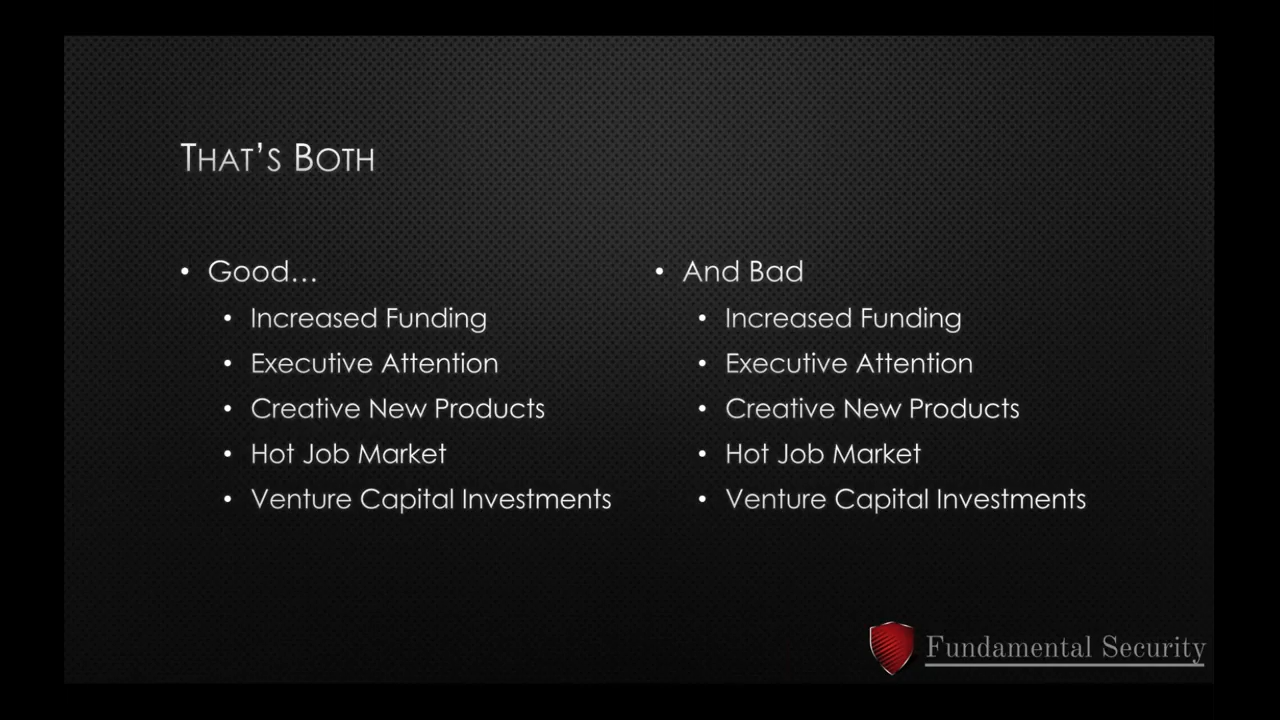 That's Both
• Good...
• Increased Funding
• Executive Attention
• Creative New Products
• Hot Job Market
• Venture Capital Investments
• And Bad
• Increased Funding
• Executive Attention
• Creative New Products
• Hot Job Market
• Venture Capital Investments
Fundamental Security